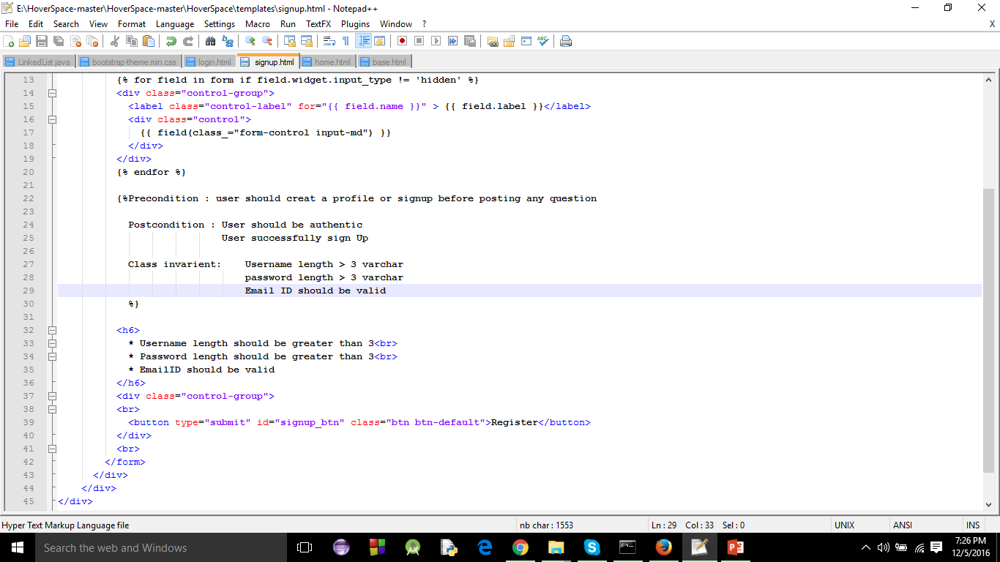 E:\HoverSpace-master\HoverSpace-master\HoverSpace\templates\signup.html - Notepad++
File Edit Search View Format Language Settings Macro Run TextFX Plugins Window ? X
LinkedList.java bootstrap-theme.min.css login.html signup.html home.html base.html
13 {% for field in form if field.widget.input_type != 'hidden' %}
14 <div class="control-group">
15 <label class="control-label" for="{{ field.name }}" > {{ field.label }}</label>
16 <div class="control">
17 {{ field(class_="form-control input-md") }}
18 </div>
19 </div>
20 {% endfor %}
21
22 {%Precondition : user should creat a profile or signup before posting any question
23
24 Postcondition : User should be authentic
25 User successfully sign Up
26
27 Class invarient: Username length > 3 varchar
28 password length > 3 varchar
29 Email ID should be valid
30 %}
31
32 <h6>
33 * Username length should be greater than 3<br>
34 * Password length should be greater than 3<br>
35 * EmailID should be valid
36 </h6>
37 <div class="control-group">
38 <br>
39 <button type="submit" id="signup_btn" class="btn btn-default">Register</button>
40 </div>
41 <br>
42 </form>
43 </div>
44 </div>
45 </div>
Hyper Text Markup Language file nb char : 1553 Ln : 29 Col : 33 Sel : 0 UNIX ANSI INS
Search the web and Windows
7:26 PM
12/5/2016